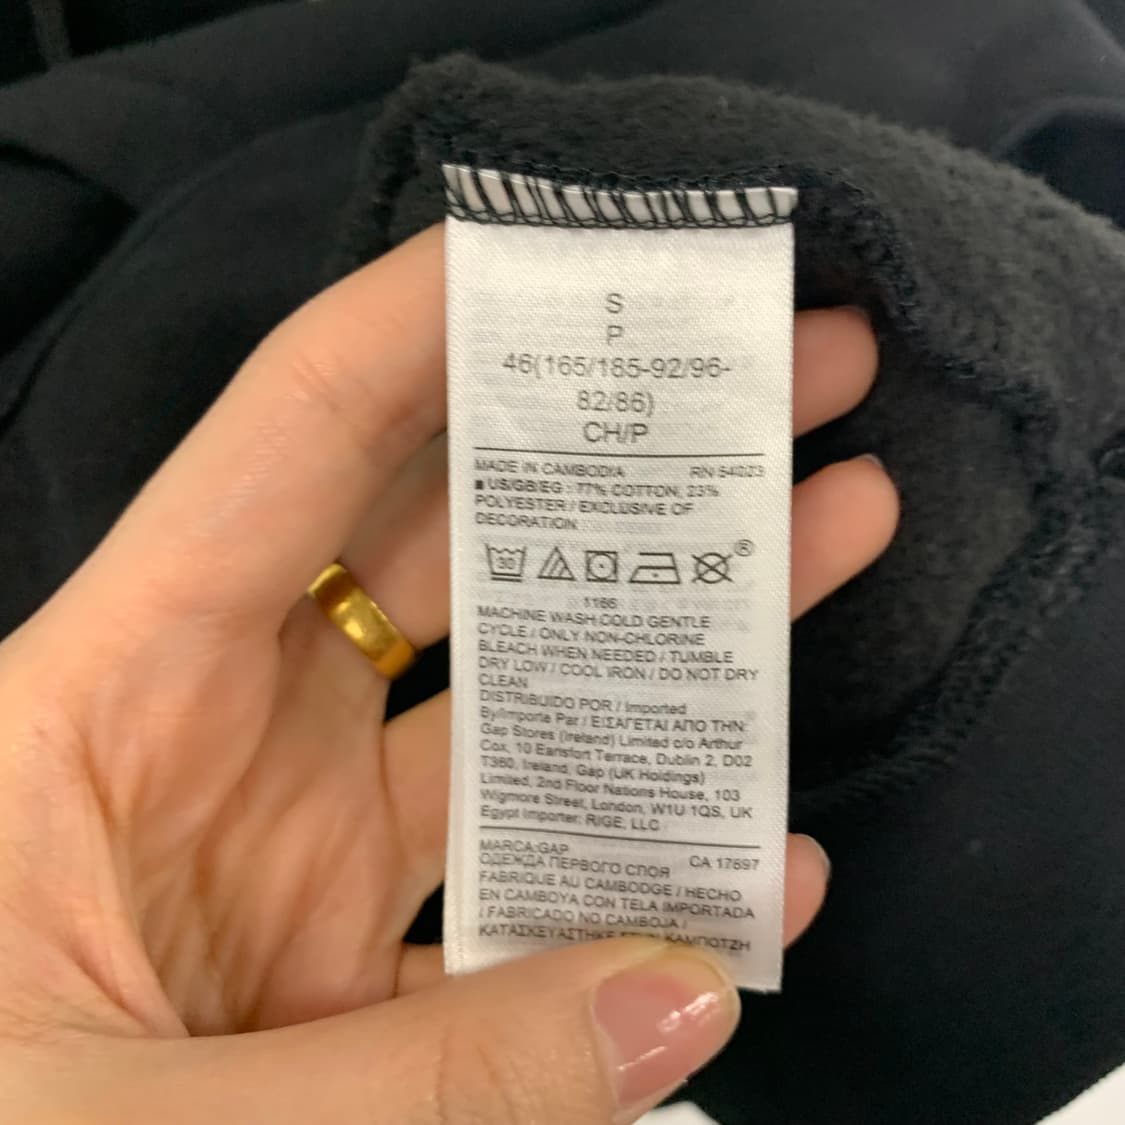 S
P
46(165/185-92/96-
82/86)
CH/P
MADE IN CAMBODIA RN 54023
■ US/GB/EG : 77% COTTON, 23%
POLYESTER / EXCLUSIVE OF
DECORATION
30
®
1166
MACHINE WASH COLD GENTLE
CYCLE / ONLY NON-CHLORINE
BLEACH WHEN NEEDED / TUMBLE
DRY LOW / COOL IRON / DO NOT DRY
CLEAN
DISTRIBUIDO POR / Imported
By/Importe Par / ΕΙΣΑΓΕΤΑΙ ΑΠΟ ΤΗΝ:
Gap Stores (Ireland) Limited c/o Arthur
Cox, 10 Earlsfort Terrace, Dublin 2, D02
T380, Ireland, Gap (UK Holdings)
Limited, 2nd Floor Nations House, 103
Wigmore Street, London, W1U 1QS, UK
Egypt Importer: RIGE, LLC
MARCA:GAP CA 17897
ОДЕЖДА ПЕРВОГО СЛОЯ
FABRIQUE AU CAMBODGE / HECHO
EN CAMBOYA CON TELA IMPORTADA
/ FABRICADO NO CAMBOJA /
ΚΑΤΑΣΚΕΥΑΣΤΗΚΕ ΣΤΗΝ ΚΑΜΠΟΤΖΗ